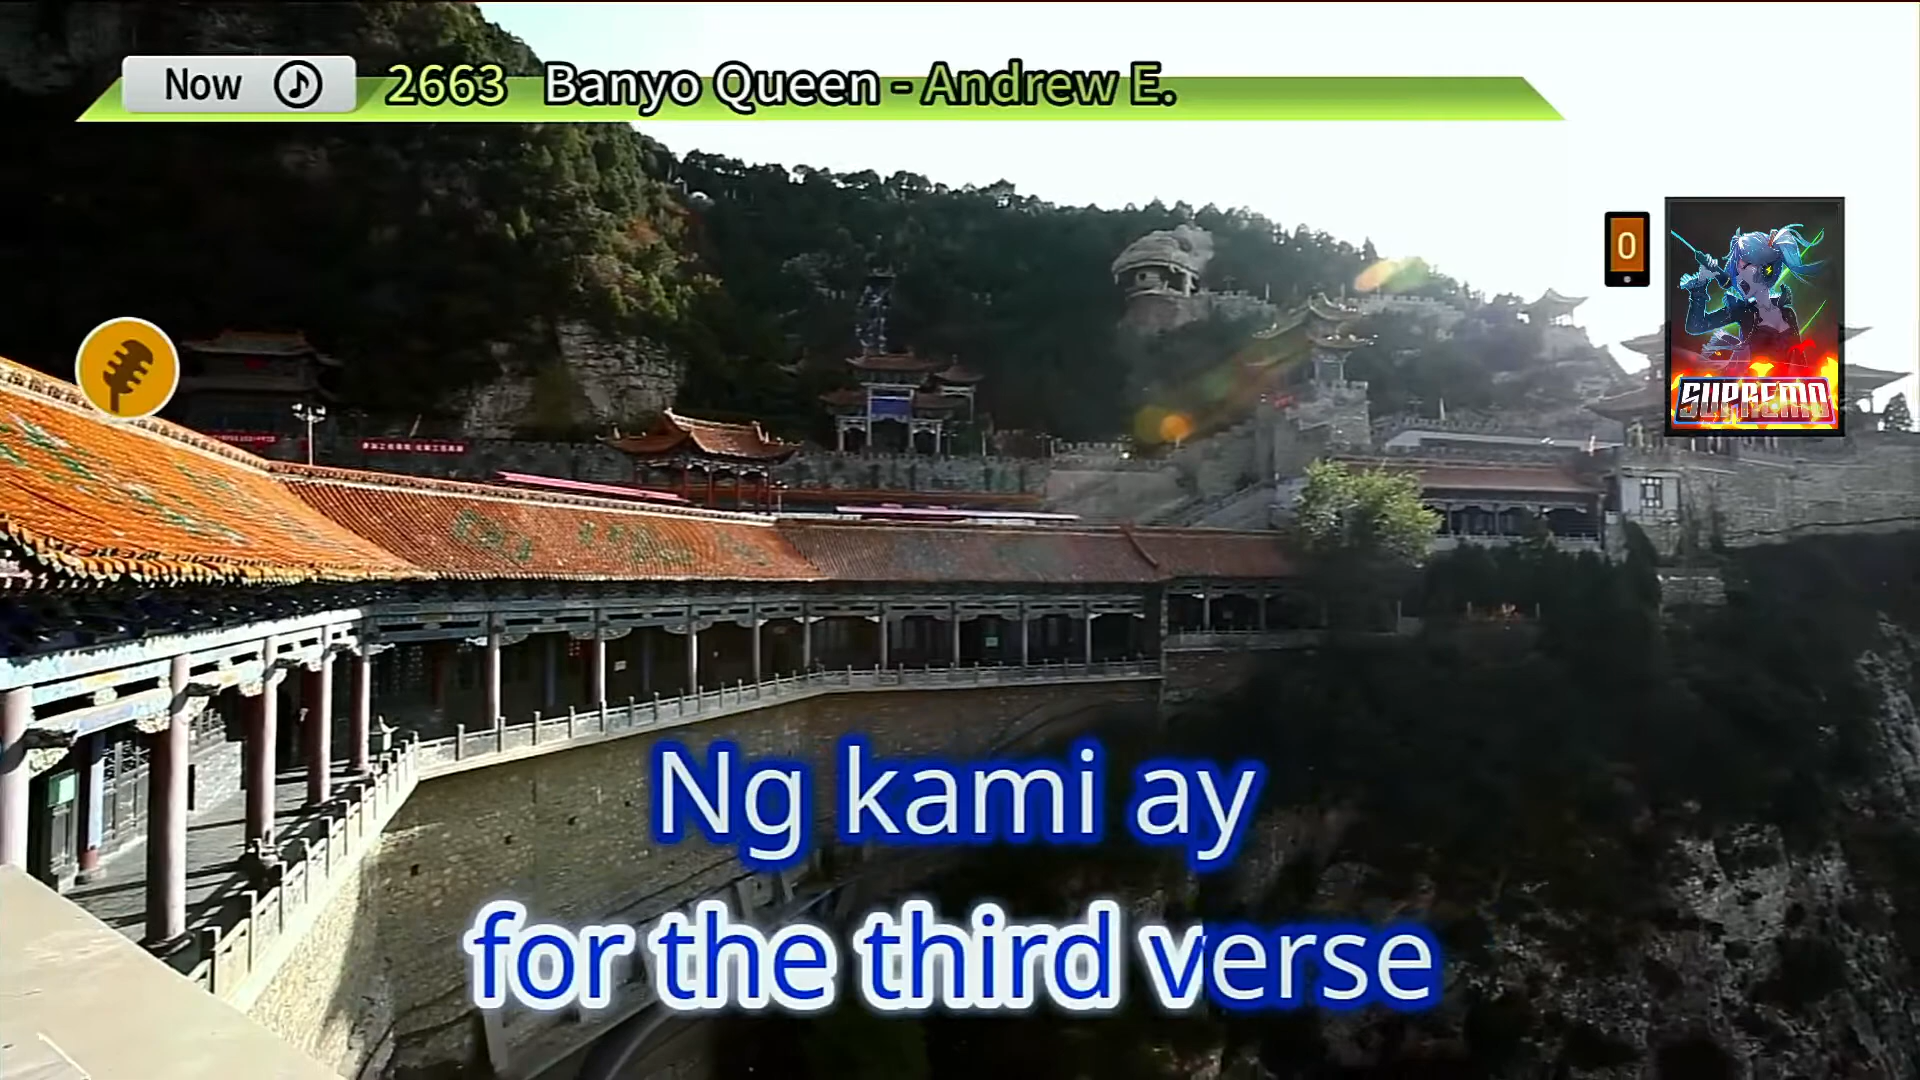 Now 2663 Banyo Queen - Andrew E.
0
SUPREMO
Ng kami ay
for the third verse